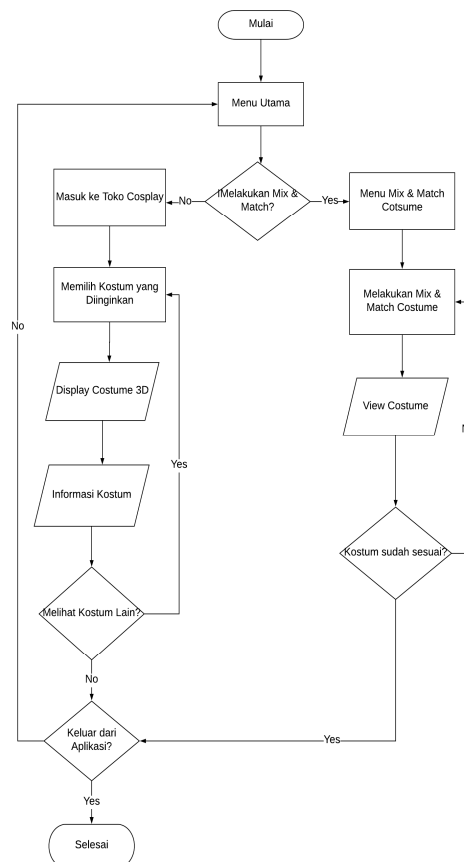 Mulai
Menu Utama
!Melakukan Mix &
Match?
No
Yes
Masuk ke Toko Cosplay
Menu Mix & Match
Cotsume
Memilih Kostum yang
Diinginkan
Melakukan Mix &
Match Costume
No
Display Costume 3D
View Costume
Yes
Informasi Kostum
Kostum sudah sesuai?
Melihat Kostum Lain?
No
Keluar dari
Aplikasi?
Yes
Yes
Selesai